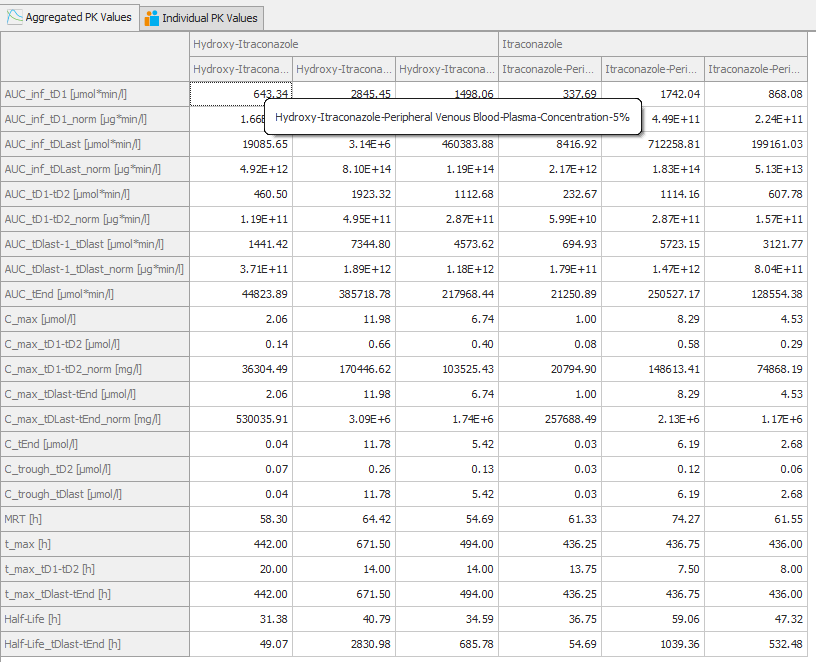 Aggregated PK Values Individual PK Values
Hydroxy-Itraconazole Itraconazole
Hydroxy-Itracona... Hydroxy-Itracona... Hydroxy-Itracona... Itraconazole-Peri... Itraconazole-Peri... Itraconazole-Peri...
AUC_inf_tD1 [µmol*min/l] 643.34 2845.45 1498.06 337.69 1742.04 868.08
Hydroxy-Itraconazole-Peripheral Venous Blood-Plasma-Concentration-5%
AUC_inf_tD1_norm [µg*min/l] 4.49E+11 2.24E+11
AUC_inf_tDLast [µmol*min/l] 19085.65 3.14E+6 460383.88 8416.92 712258.81 199161.03
AUC_inf_tDLast_norm [µg*min/l] 4.92E+12 8.10E+14 1.19E+14 2.17E+12 1.83E+14 5.13E+13
AUC_tD1-tD2 [µmol*min/l] 460.50 1923.32 1112.68 232.67 1114.16 607.78
AUC_tD1-tD2_norm [µg*min/l] 1.19E+11 4.95E+11 2.87E+11 5.99E+10 2.87E+11 1.57E+11
AUC_tDlast-1_tDlast [µmol*min/l] 1441.42 7344.80 4573.62 694.93 5723.15 3121.77
AUC_tDlast-1_tDlast_norm [µg*min/l] 3.71E+11 1.89E+12 1.18E+12 1.79E+11 1.47E+12 8.04E+11
AUC_tEnd [µmol*min/l] 44823.89 385718.78 217968.44 21250.89 250527.17 128554.38
C_max [µmol/l] 2.06 11.98 6.74 1.00 8.29 4.53
C_max_tD1-tD2 [µmol/l] 0.14 0.66 0.40 0.08 0.58 0.29
C_max_tD1-tD2_norm [mg/l] 36304.49 170446.62 103525.43 20794.90 148613.41 74868.19
C_max_tDlast-tEnd [µmol/l] 2.06 11.98 6.74 1.00 8.29 4.53
C_max_tDLast-tEnd_norm [mg/l] 530035.91 3.09E+6 1.74E+6 257688.49 2.13E+6 1.17E+6
C_tEnd [µmol/l] 0.04 11.78 5.42 0.03 6.19 2.68
C_trough_tD2 [µmol/l] 0.07 0.26 0.13 0.03 0.12 0.06
C_trough_tDlast [µmol/l] 0.04 11.78 5.42 0.03 6.19 2.68
MRT [h] 58.30 64.42 54.69 61.33 74.27 61.55
t_max [h] 442.00 671.50 494.00 436.25 436.75 436.00
t_max_tD1-tD2 [h] 20.00 14.00 14.00 13.75 7.50 8.00
t_max_tDlast-tEnd [h] 442.00 671.50 494.00 436.25 436.75 436.00
Half-Life [h] 31.38 40.79 34.59 36.75 59.06 47.32
Half-Life_tDlast-tEnd [h] 49.07 2830.98 685.78 54.69 1039.36 532.48